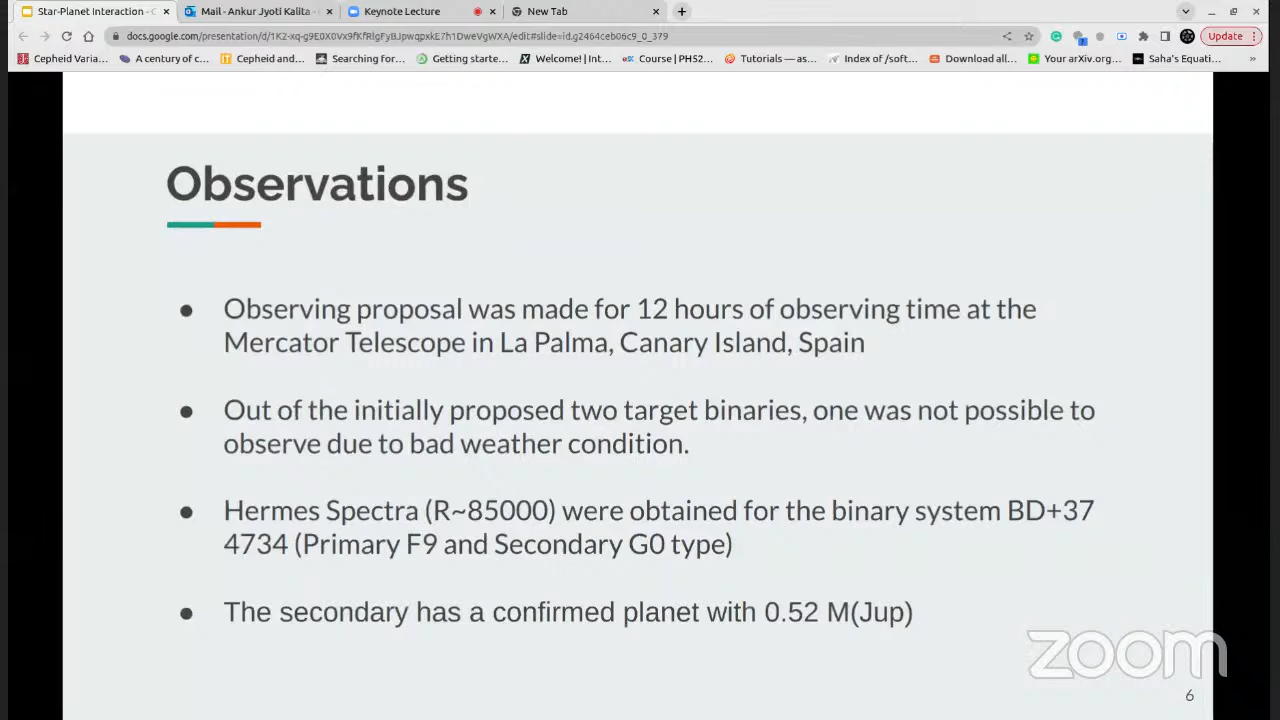 Star-Planet Interaction - C
Mail - Ankur Jyoti Kalita -
Keynote Lecture
New Tab
docs.google.com/presentation/d/1KZ-xq-g9E0X0Vx9fKfRlgFyBJpwqpxkE7h1DweVgWXA/edit#slide=id.g2464ceb06c9_0_379
Update
Cepheid Varia...
A century of c...
Cepheid and...
Searching For...
Getting starte...
Welcome! | Int...
Course | PH52...
Tutorials — as...
Index of /soft...
Download all...
Your arXiv.org...
Saha's Equati...
Observations
● Observing proposal was made for 12 hours of observing time at the
Mercator Telescope in La Palma, Canary Island, Spain
● Out of the initially proposed two target binaries, one was not possible to
observe due to bad weather condition.
● Hermes Spectra (R~85000) were obtained for the binary system BD+37
4734 (Primary F9 and Secondary G0 type)
● The secondary has a confirmed planet with 0.52 M(Jup)
zoom
6